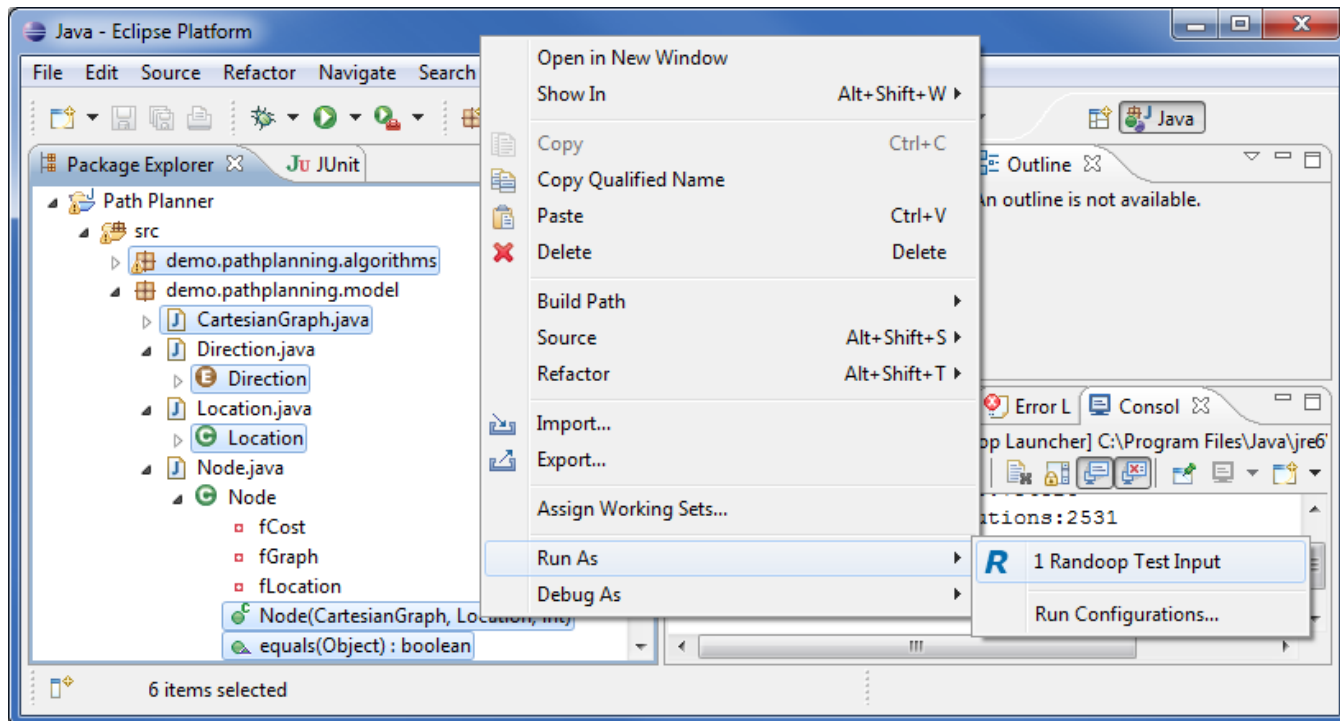 Java - Eclipse Platform
File Edit Source Refactor Navigate Search
Java
Package Explorer
JUnit
Path Planner
src
demo.pathplanning.algorithms
demo.pathplanning.model
CartesianGraph.java
Direction.java
Direction
Location.java
Location
Node.java
Node
fCost
fGraph
fLocation
Node(CartesianGraph, Location, int)
equals(Object) : boolean
Open in New Window
Show In Alt+Shift+W
Copy Ctrl+C
Copy Qualified Name
Paste Ctrl+V
Delete Delete
Build Path
Source Alt+Shift+S
Refactor Alt+Shift+T
Import...
Export...
Assign Working Sets...
Run As
Debug As
1 Randoop Test Input
Run Configurations...
Outline
An outline is not available.
Error L Consol
op Launcher] C:\Program Files\Java\jre6
utions:2531
6 items selected